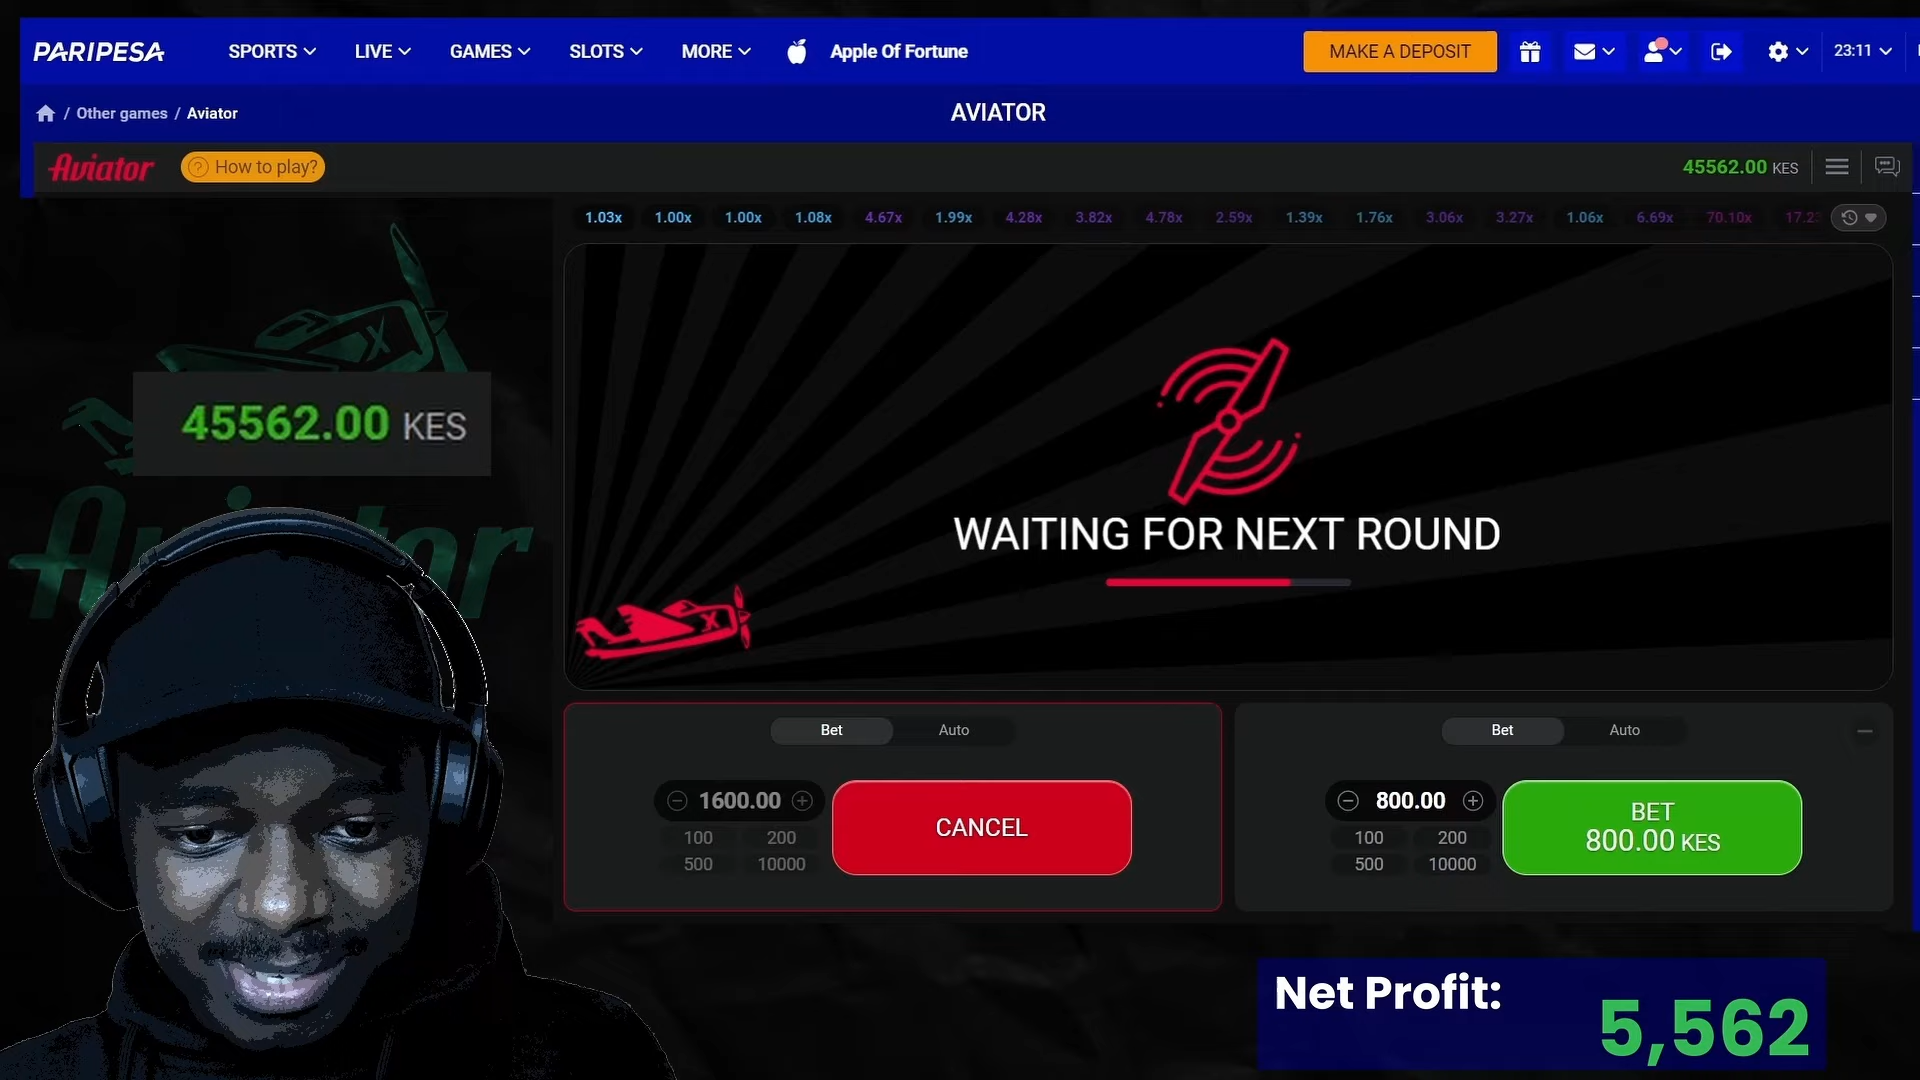 PARIPESA
SPORTS
LIVE
GAMES
SLOTS
MORE
Apple Of Fortune
MAKE A DEPOSIT
23:11
/ Other games / Aviator
AVIATOR
Aviator
? How to play?
45562.00 KES
1.03x 1.00x 1.00x 1.08x 4.67x 1.99x 4.28x 3.82x 4.78x 2.59x 1.39x 1.76x 3.06x 3.27x 1.06x 6.69x 70.10x
45562.00 KES
Aviator
WAITING FOR NEXT ROUND
Bet Auto
1600.00
100 200
500 10000
CANCEL
Bet Auto
800.00
100 200
500 10000
BET
800.00 KES
Net Profit:
5,562